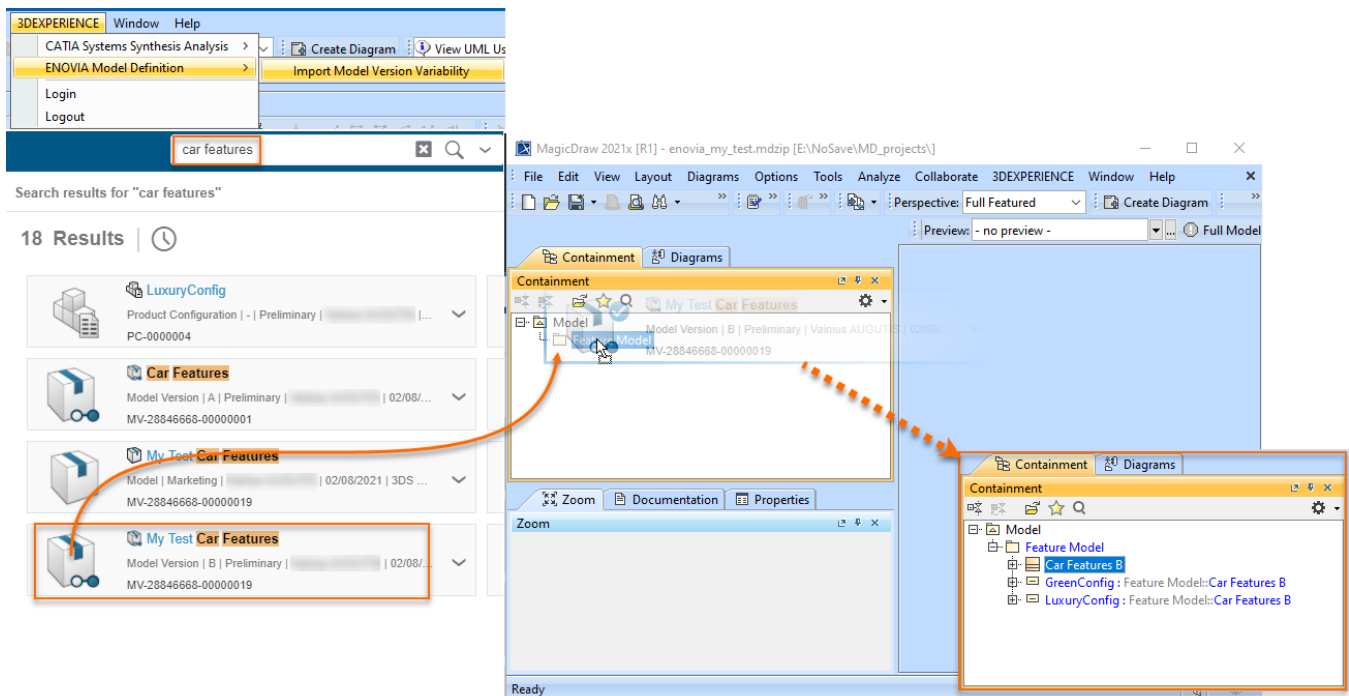 3DEXPERIENCE Window Help
CATIA Systems Synthesis Analysis > Create Diagram View UML Us
ENOVIA Model Definition > Import Model Version Variability
Login
Logout
car features
Search results for "car features"
18 Results
LuxuryConfig
Product Configuration | - | Preliminary | |...
PC-0000004
Car Features
Model Version | A | Preliminary | | 02/08/...
MV-28846668-00000001
My Test Car Features
Model | Marketing | | 02/08/2021 | 3DS ...
MV-28846668-00000019
My Test Car Features
Model Version | B | Preliminary | | 02/08/...
MV-28846668-00000019
MagicDraw 2021x [R1] - enovia_my_test.mdzip [E:\NoSave\MD_projects\]
File Edit View Layout Diagrams Options Tools Analyze Collaborate 3DEXPERIENCE Window Help
Perspective: Full Featured Create Diagram
Preview: - no preview - ... Full Model
Containment Diagrams
Containment
My Test Car Features
Model
Model Version | B | Preliminary | Vainius AUGUTIS | 02/08/...
Feature Model
MV-28846668-00000019
Zoom Documentation Properties
Zoom
Ready
Containment Diagrams
Containment
Model
Feature Model
Car Features B
GreenConfig : Feature Model::Car Features B
LuxuryConfig : Feature Model::Car Features B